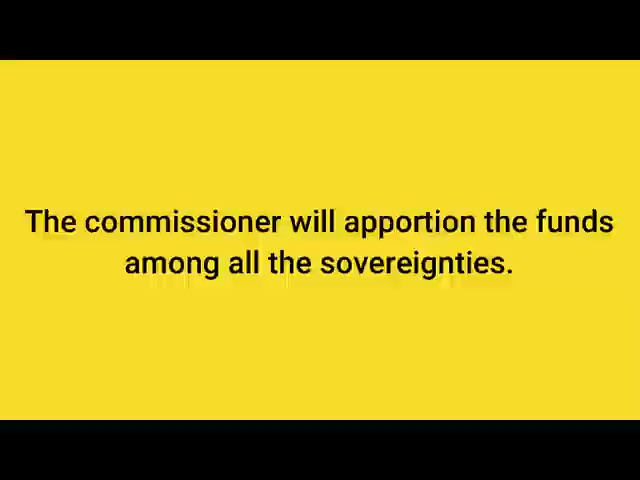 The commissioner will apportion the funds
among all the sovereignties.